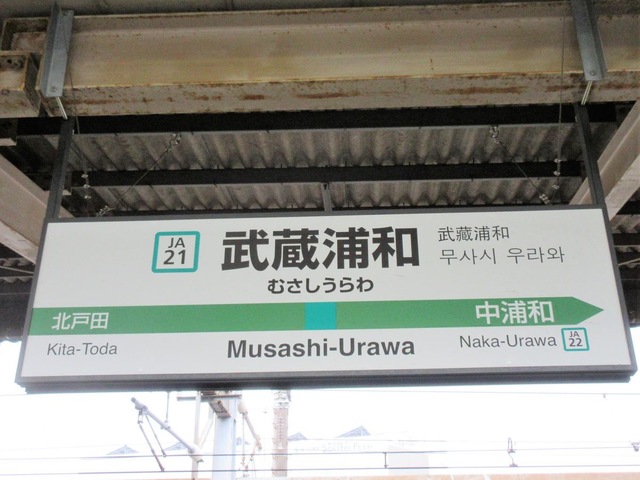 JA
21
武蔵浦和
武藏浦和
무사시 우라와
むさしうらわ
北戸田
中浦和
Kita-Toda
Musashi-Urawa
Naka-Urawa
JA
22